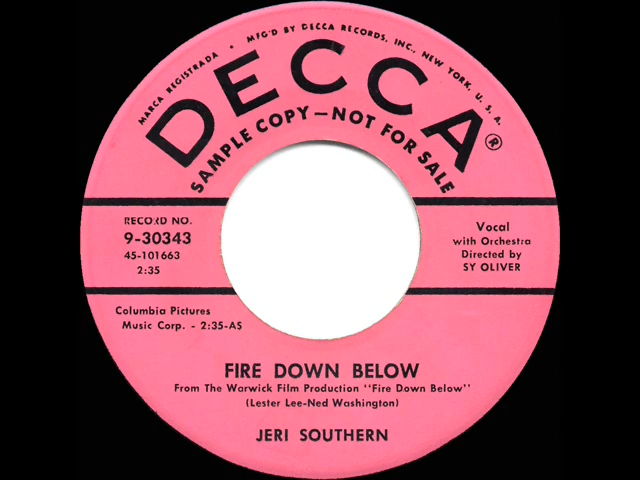 MARCA REGISTRADA • MFG'D BY DECCA RECORDS, INC., NEW YORK, U. S. A.
DECCA®
SAMPLE COPY—NOT FOR SALE
RECORD NO.
9-30343
45-101663
2:35
Vocal
with Orchestra
Directed by
SY OLIVER
Columbia Pictures
Music Corp. - 2:35-AS
FIRE DOWN BELOW
From The Warwick Film Production "Fire Down Below"
(Lester Lee-Ned Washington)
JERI SOUTHERN